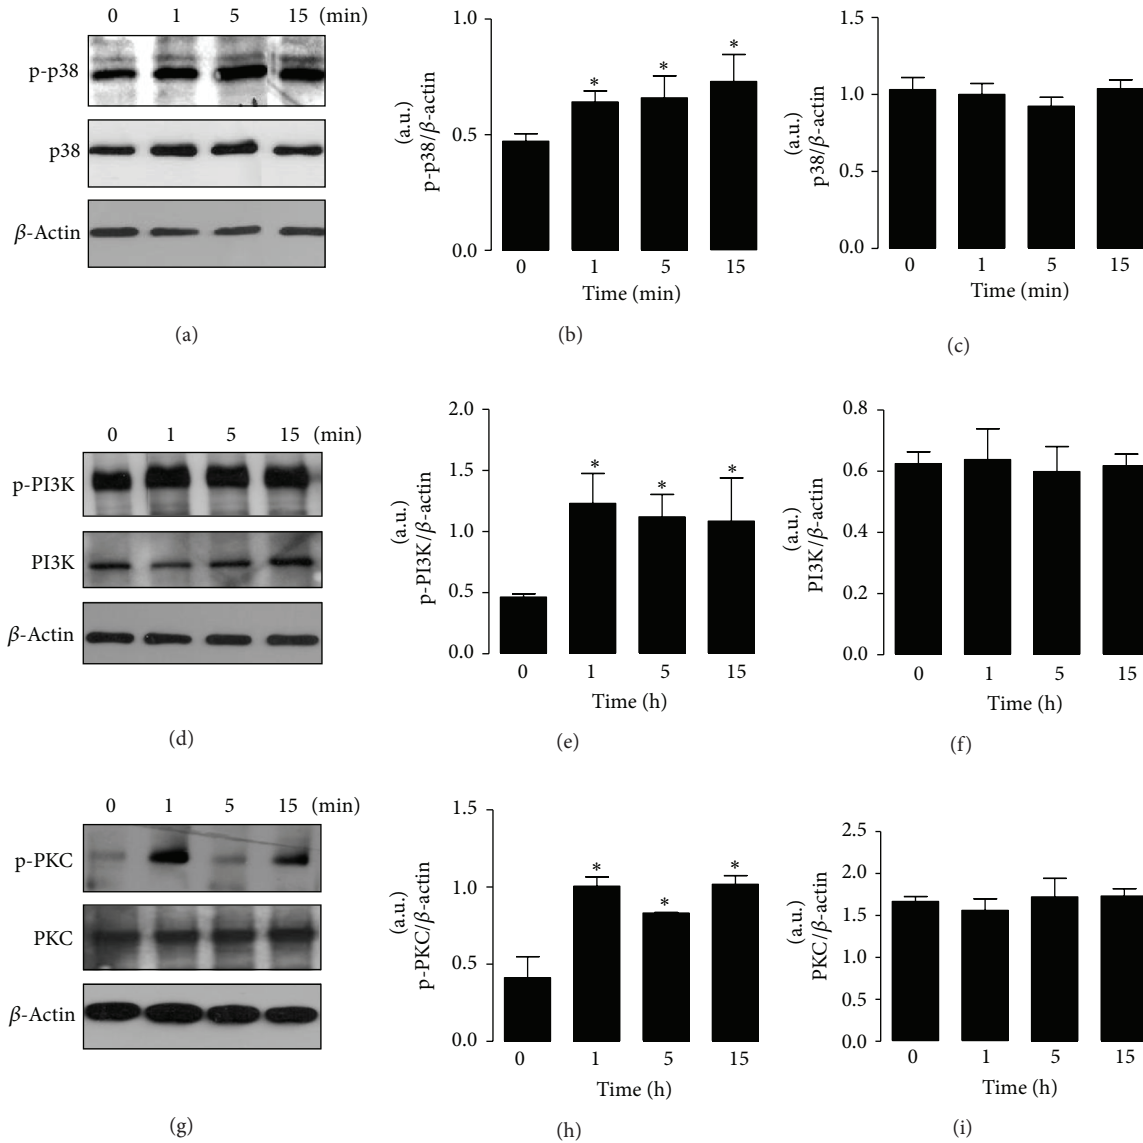 0 1 5 15 (min)
p-p38
p38
β-Actin
(a)
1.0
0.5
0.0
(a.u.)
p-p38/β-actin
* * *
0 1 5 15
Time (min)
(b)
1.5
1.0
0.5
0.0
(a.u.)
p38/β-actin
0 1 5 15
Time (min)
(c)
0 1 5 15 (min)
p-PI3K
PI3K
β-Actin
(d)
2.0
1.5
1.0
0.5
0.0
(a.u.)
p-PI3K/β-actin
* * *
0 1 5 15
Time (h)
(e)
0.8
0.6
0.4
0.2
0.0
(a.u.)
PI3K/β-actin
0 1 5 15
Time (h)
(f)
0 1 5 15 (min)
p-PKC
PKC
β-Actin
(g)
1.5
1.0
0.5
0.0
(a.u.)
p-PKC/β-actin
* * *
0 1 5 15
Time (h)
(h)
2.5
2.0
1.5
1.0
0.5
0.0
(a.u.)
PKC/β-actin
0 1 5 15
Time (h)
(i)